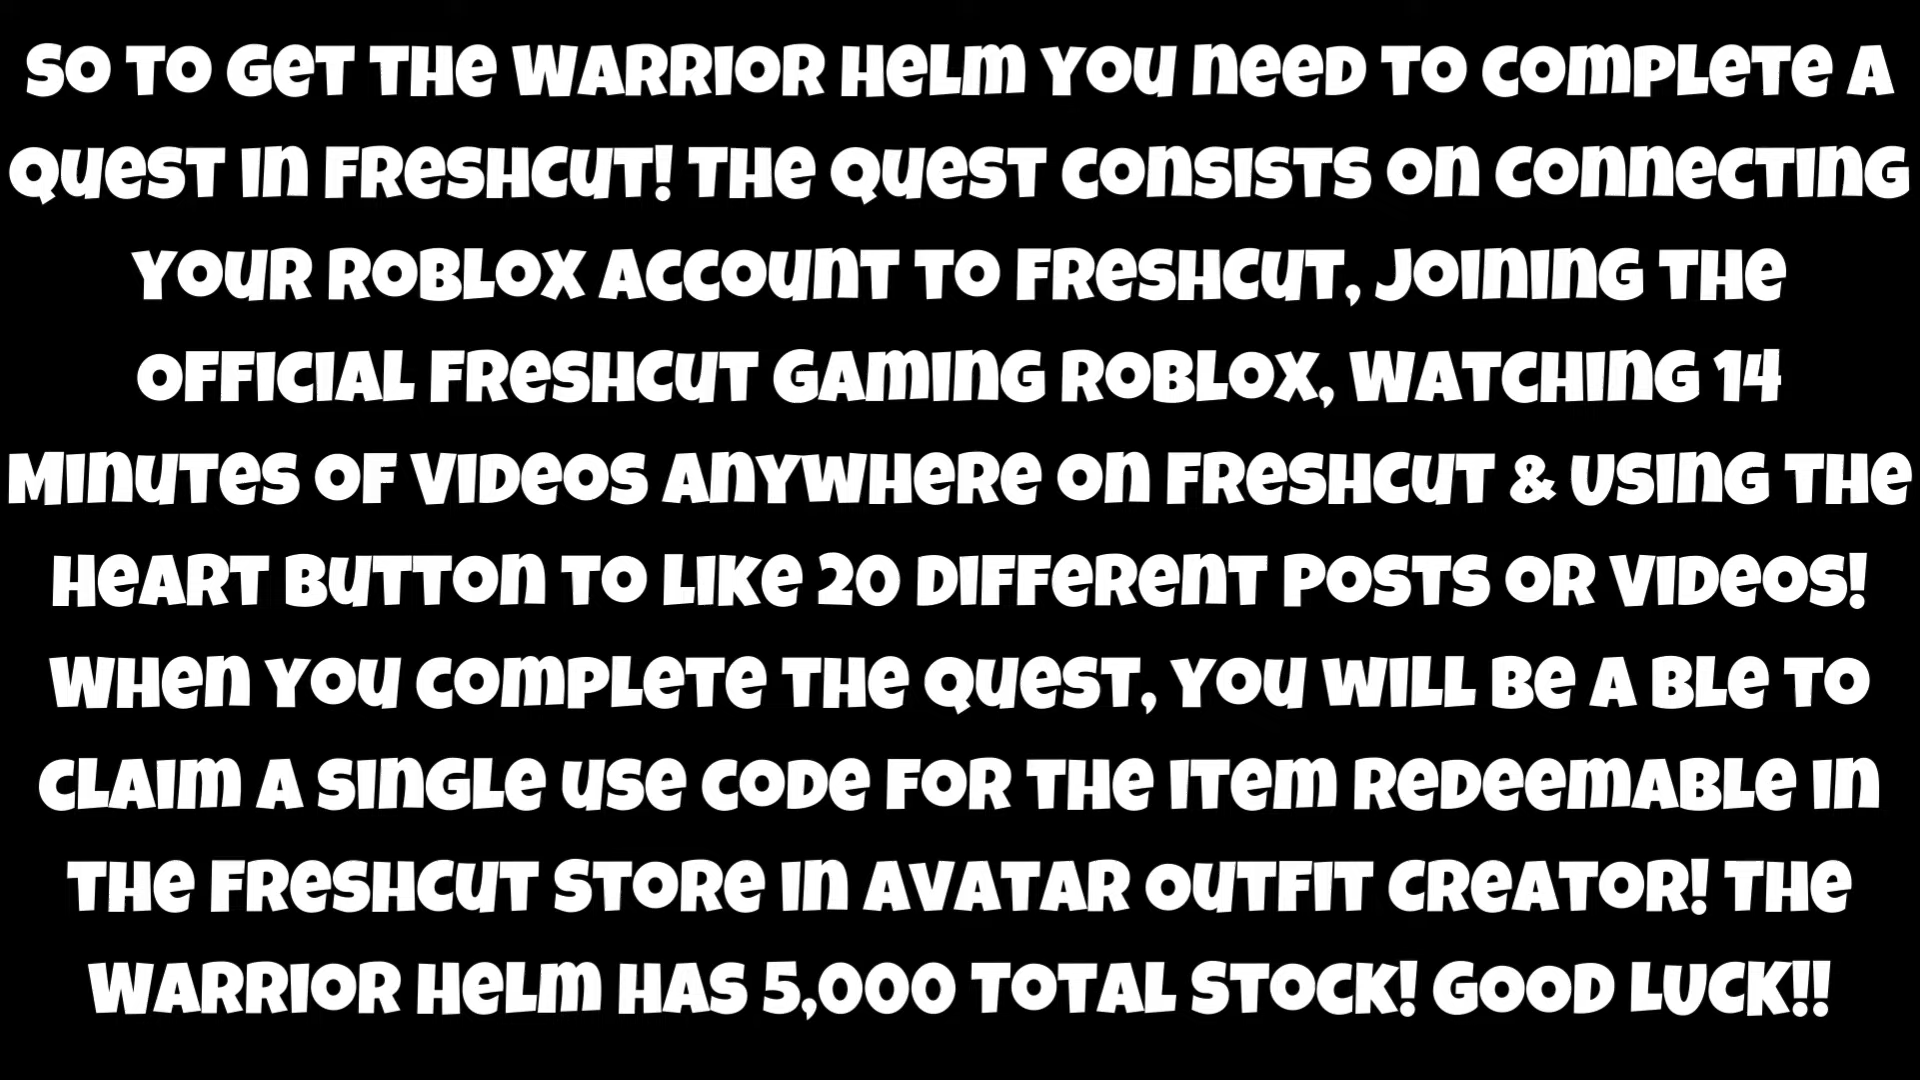 So to get the Warrior Helm you need to complete a
quest in FreshCut! The quest consists on connecting
your Roblox account to FreshCut, joining the
official FreshCut Gaming Roblox, watching 14
minutes of videos anywhere on FreshCut & using the
heart button to like 20 different posts or videos!
When you complete the quest, you will be a ble to
claim a single use code for the item redeemable in
the FreshCut Store in Avatar Outfit Creator! The
Warrior Helm has 5,000 total stock! Good luck!!